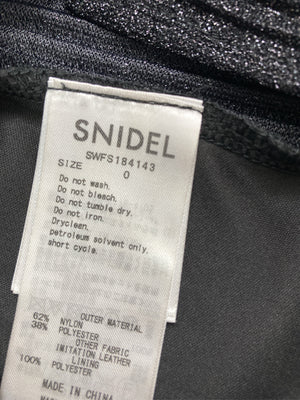 SNIDEL
SWFS184143
SIZE 0
Do not wash.
Do not bleach.
Do not tumble dry.
Do not iron.
Dryclean.
petroleum solvent only.
short cycle.
OUTER MATERIAL
62% NYLON
38% POLYESTER
OTHER FABRIC
IMITATION LEATHER
LINING
100% POLYESTER
MADE IN CHINA